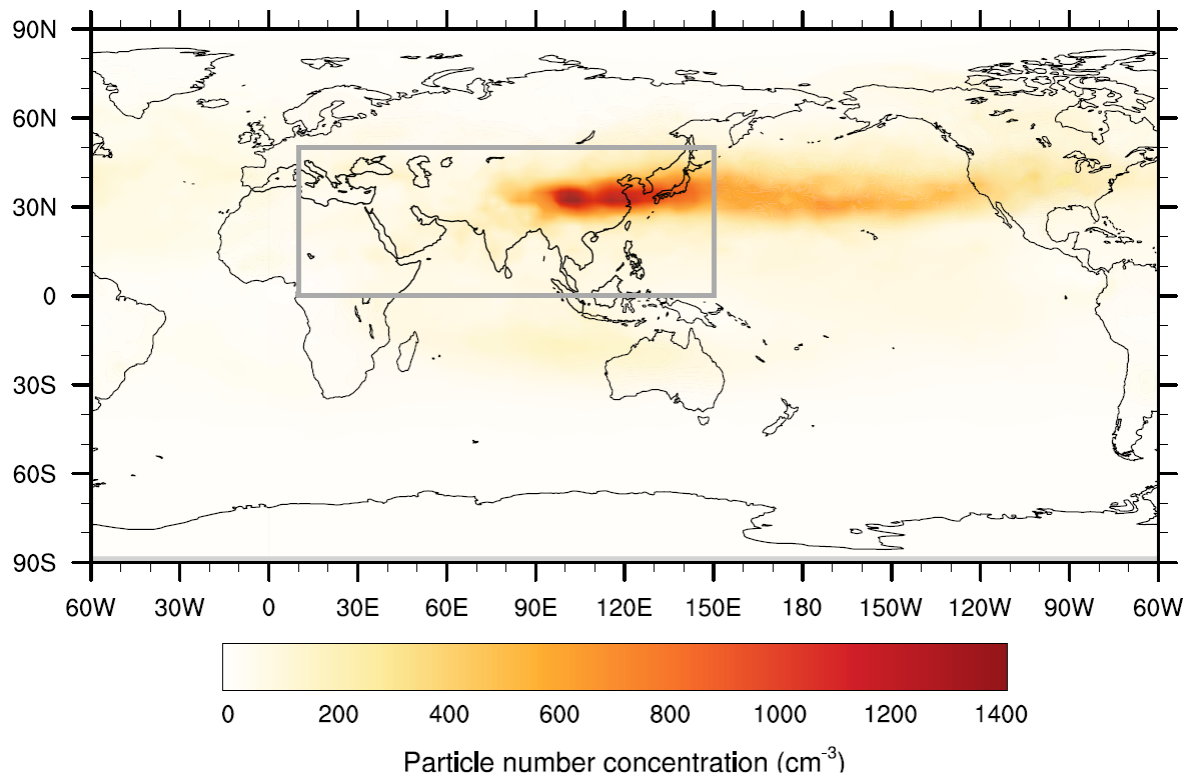 90N
60N
30N
0
30S
60S
90S
60W 30W 0 30E 60E 90E 120E 150E 180 150W 120W 90W 60W
0 200 400 600 800 1000 1200 1400
Particle number concentration (cm⁻³)